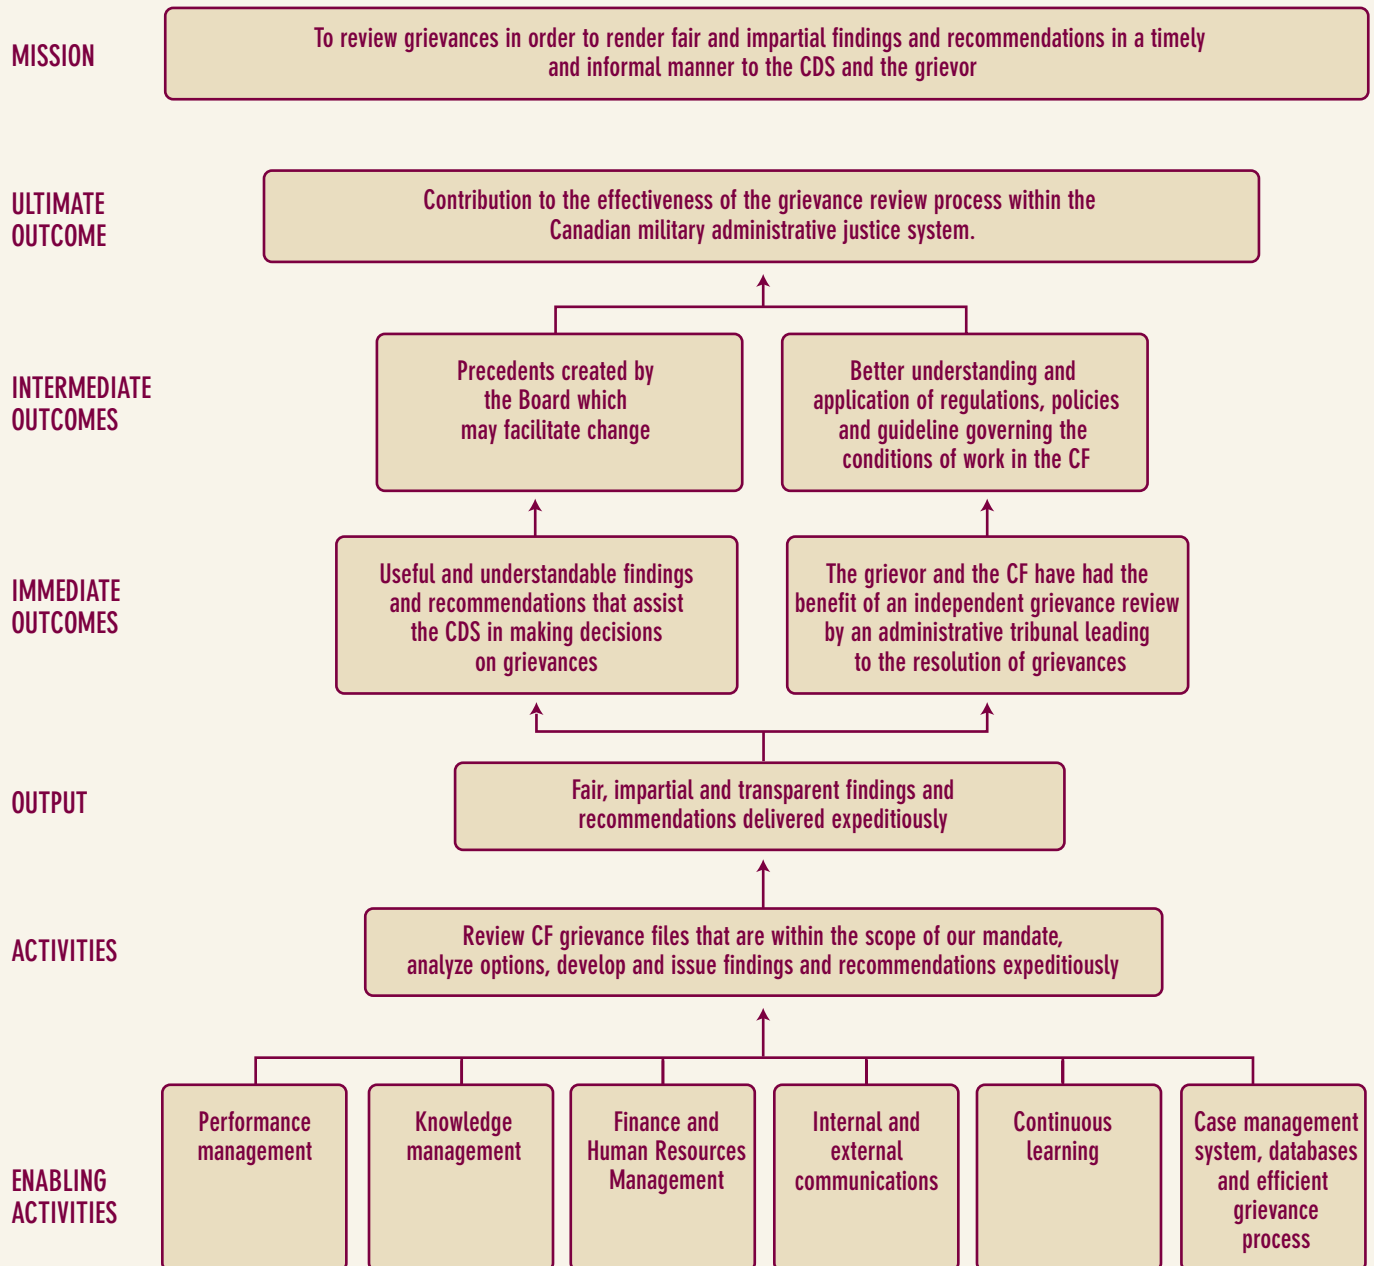 MISSION
To review grievances in order to render fair and impartial findings and recommendations in a timely
and informal manner to the CDS and the grievor
ULTIMATE
OUTCOME
Contribution to the effectiveness of the grievance review process within the
Canadian military administrative justice system.
INTERMEDIATE
OUTCOMES
Precedents created by
the Board which
may facilitate change
Better understanding and
application of regulations, policies
and guideline governing the
conditions of work in the CF
IMMEDIATE
OUTCOMES
Useful and understandable findings
and recommendations that assist
the CDS in making decisions
on grievances
The grievor and the CF have had the
benefit of an independent grievance review
by an administrative tribunal leading
to the resolution of grievances
OUTPUT
Fair, impartial and transparent findings and
recommendations delivered expeditiously
ACTIVITIES
Review CF grievance files that are within the scope of our mandate,
analyze options, develop and issue findings and recommendations expeditiously
ENABLING
ACTIVITIES
Performance
management
Knowledge
management
Finance and
Human Resources
Management
Internal and
external
communications
Continuous
learning
Case management
system, databases
and efficient
grievance
process